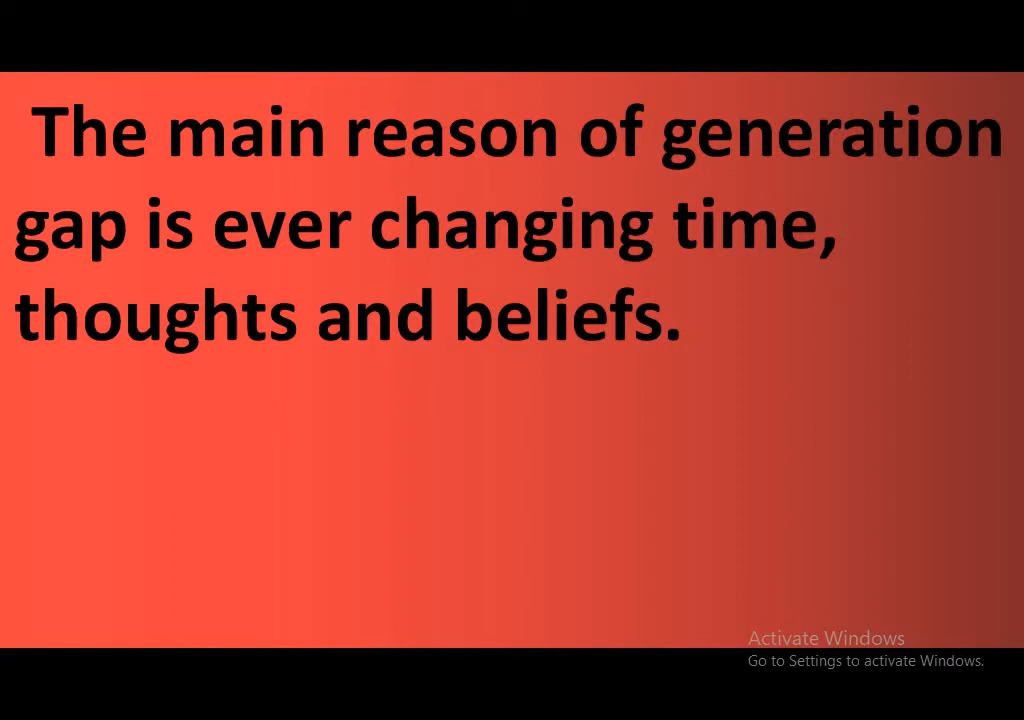 The main reason of generation
gap is ever changing time,
thoughts and beliefs.
Activate Windows
Go to Settings to activate Windows.